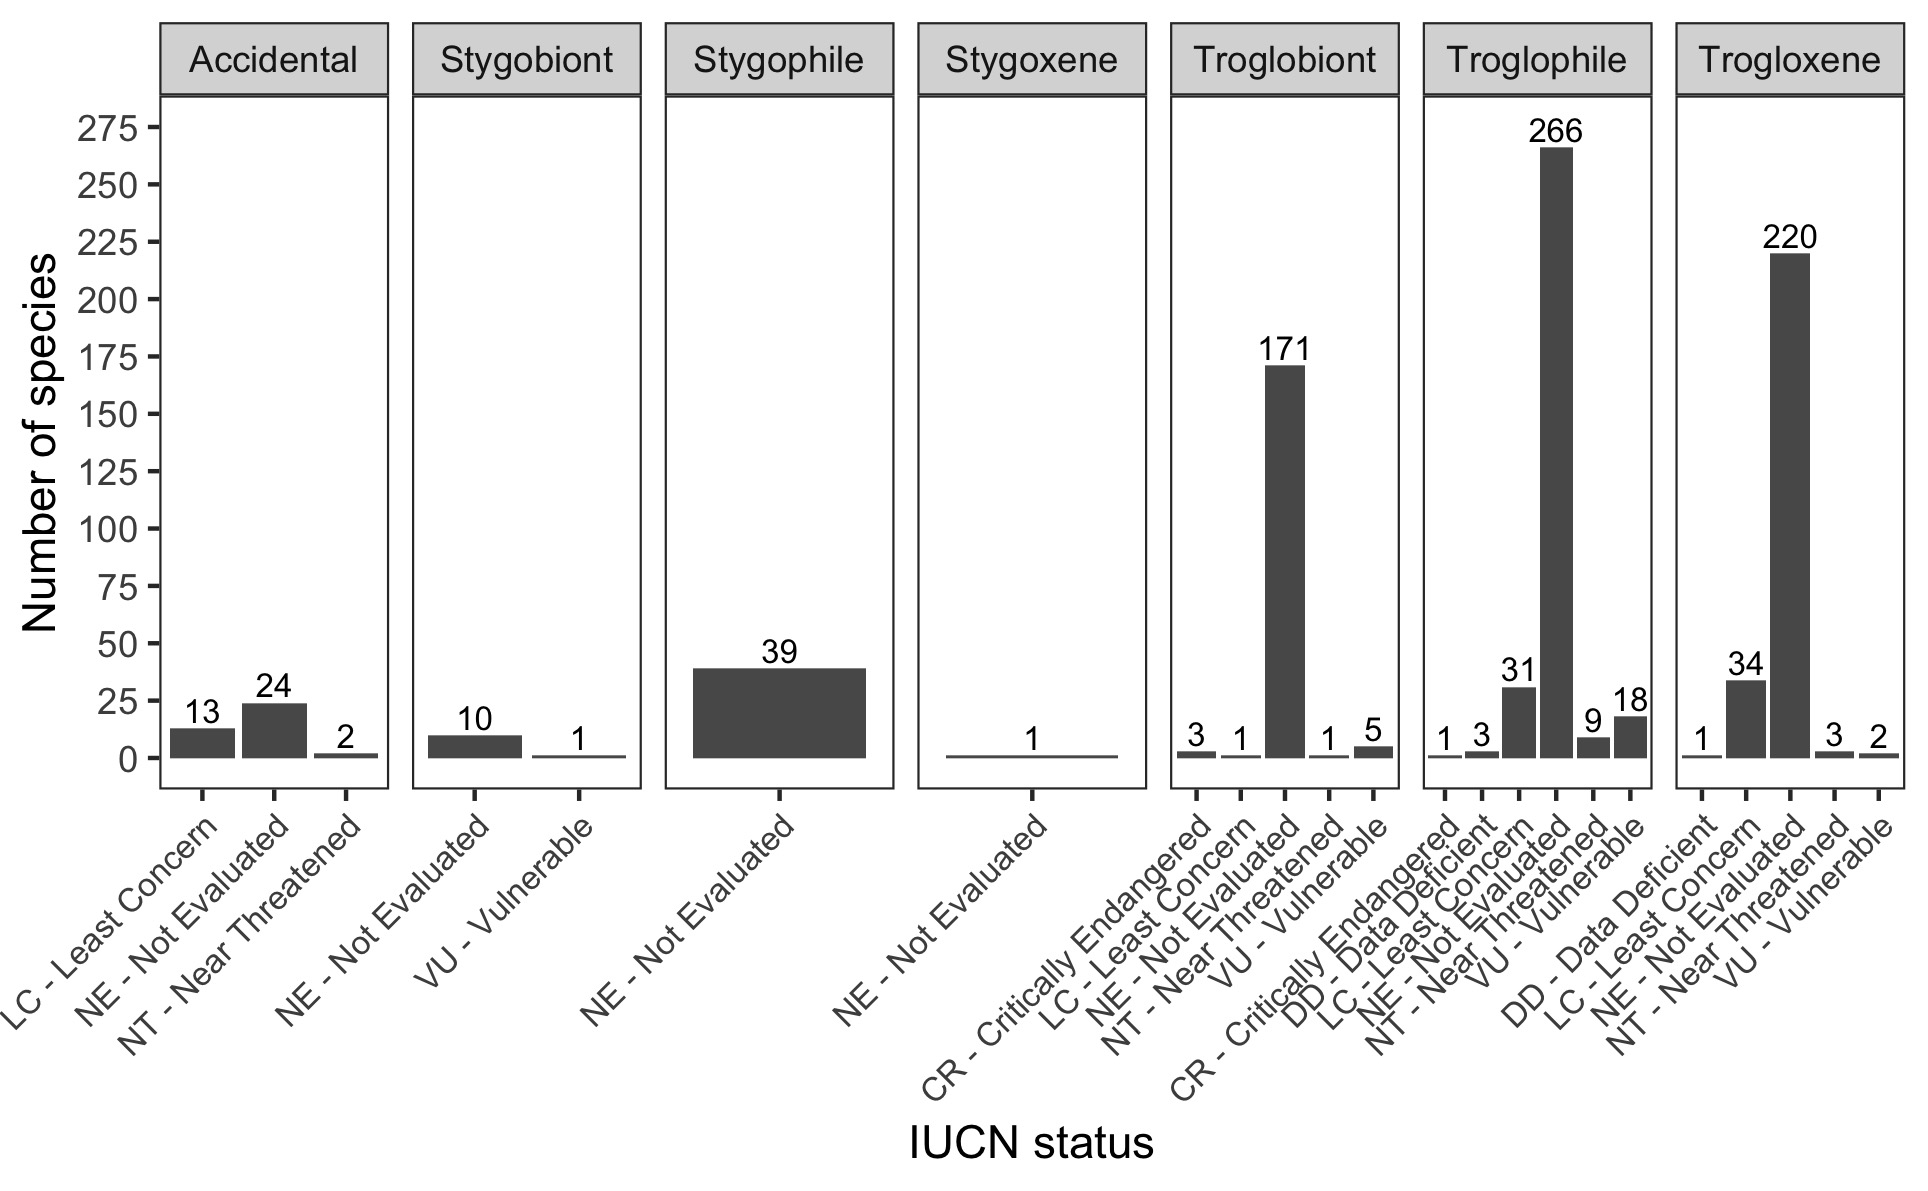 Accidental
Stygobiont
Stygophile
Stygoxene
Troglobiont
Troglophile
Trogloxene
Number of species
275
250
225
200
175
150
125
100
75
50
25
0
13
24
2
10
1
39
1
3
1
171
1
5
1
3
31
266
9
18
1
34
220
3
2
LC - Least Concern
NE - Not Evaluated
NT - Near Threatened
NE - Not Evaluated
VU - Vulnerable
NE - Not Evaluated
NE - Not Evaluated
CR - Critically Endangered
LC - Least Concern
NE - Not Evaluated
NT - Near Threatened
VU - Vulnerable
CR - Critically Endangered
DD - Data Deficient
LC - Least Concern
NE - Not Evaluated
NT - Near Threatened
VU - Vulnerable
DD - Data Deficient
LC - Least Concern
NE - Not Evaluated
NT - Near Threatened
VU - Vulnerable
IUCN status